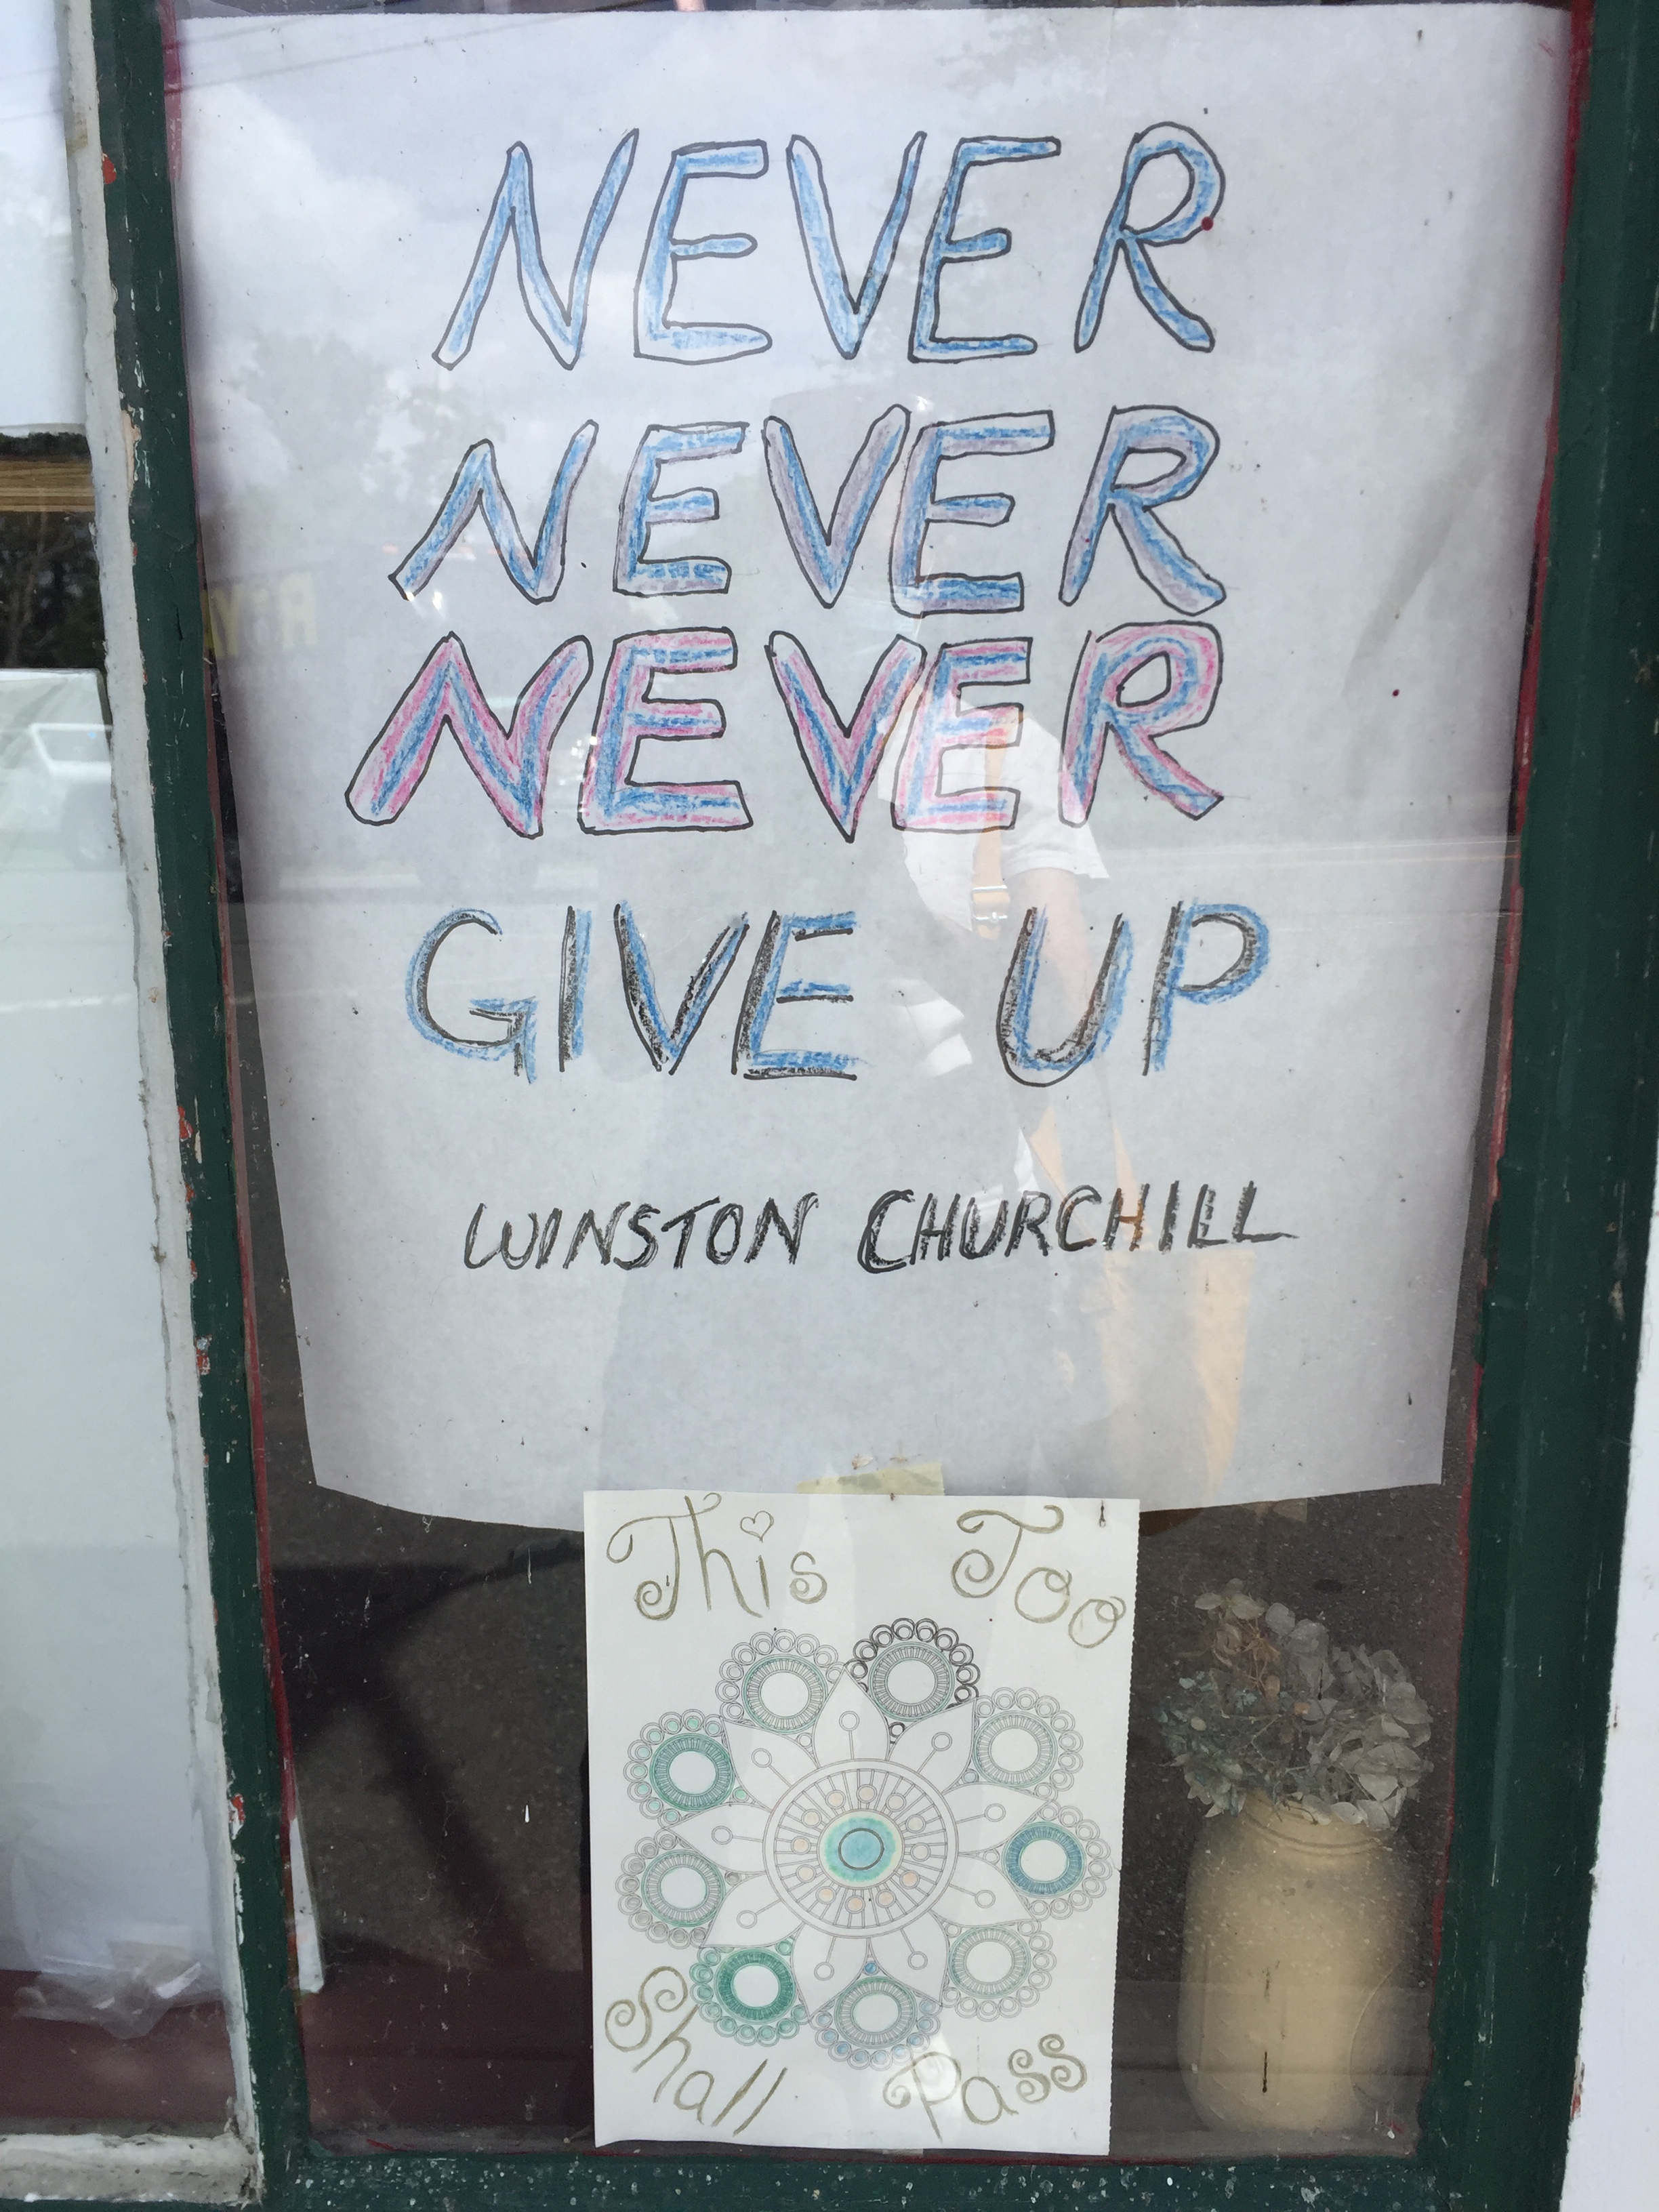 NEVER
NEVER
NEVER
GIVE UP
WINSTON CHURCHILL
This Too
Shall Pass